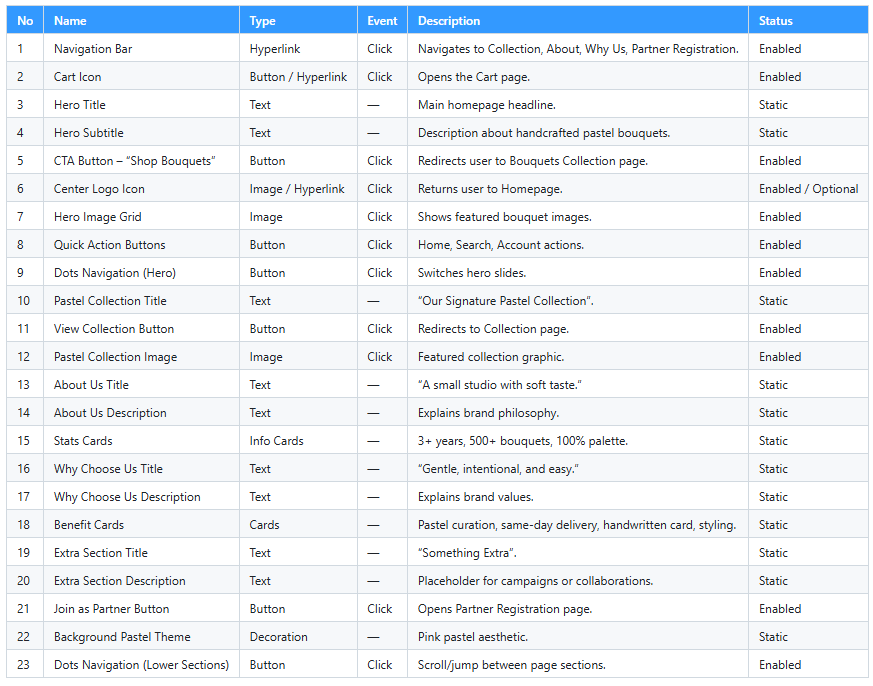 No Name Type Event Description Status
1 Navigation Bar Hyperlink Click Navigates to Collection, About, Why Us, Partner Registration. Enabled
2 Cart Icon Button / Hyperlink Click Opens the Cart page. Enabled
3 Hero Title Text — Main homepage headline. Static
4 Hero Subtitle Text — Description about handcrafted pastel bouquets. Static
5 CTA Button – “Shop Bouquets” Button Click Redirects user to Bouquets Collection page. Enabled
6 Center Logo Icon Image / Hyperlink Click Returns user to Homepage. Enabled / Optional
7 Hero Image Grid Image Click Shows featured bouquet images. Enabled
8 Quick Action Buttons Button Click Home, Search, Account actions. Enabled
9 Dots Navigation (Hero) Button Click Switches hero slides. Enabled
10 Pastel Collection Title Text — “Our Signature Pastel Collection”. Static
11 View Collection Button Button Click Redirects to Collection page. Enabled
12 Pastel Collection Image Image Click Featured collection graphic. Enabled
13 About Us Title Text — “A small studio with soft taste.” Static
14 About Us Description Text — Explains brand philosophy. Static
15 Stats Cards Info Cards — 3+ years, 500+ bouquets, 100% palette. Static
16 Why Choose Us Title Text — “Gentle, intentional, and easy.” Static
17 Why Choose Us Description Text — Explains brand values. Static
18 Benefit Cards Cards — Pastel curation, same-day delivery, handwritten card, styling. Static
19 Extra Section Title Text — “Something Extra”. Static
20 Extra Section Description Text — Placeholder for campaigns or collaborations. Static
21 Join as Partner Button Button Click Opens Partner Registration page. Enabled
22 Background Pastel Theme Decoration — Pink pastel aesthetic. Static
23 Dots Navigation (Lower Sections) Button Click Scroll/jump between page sections. Enabled